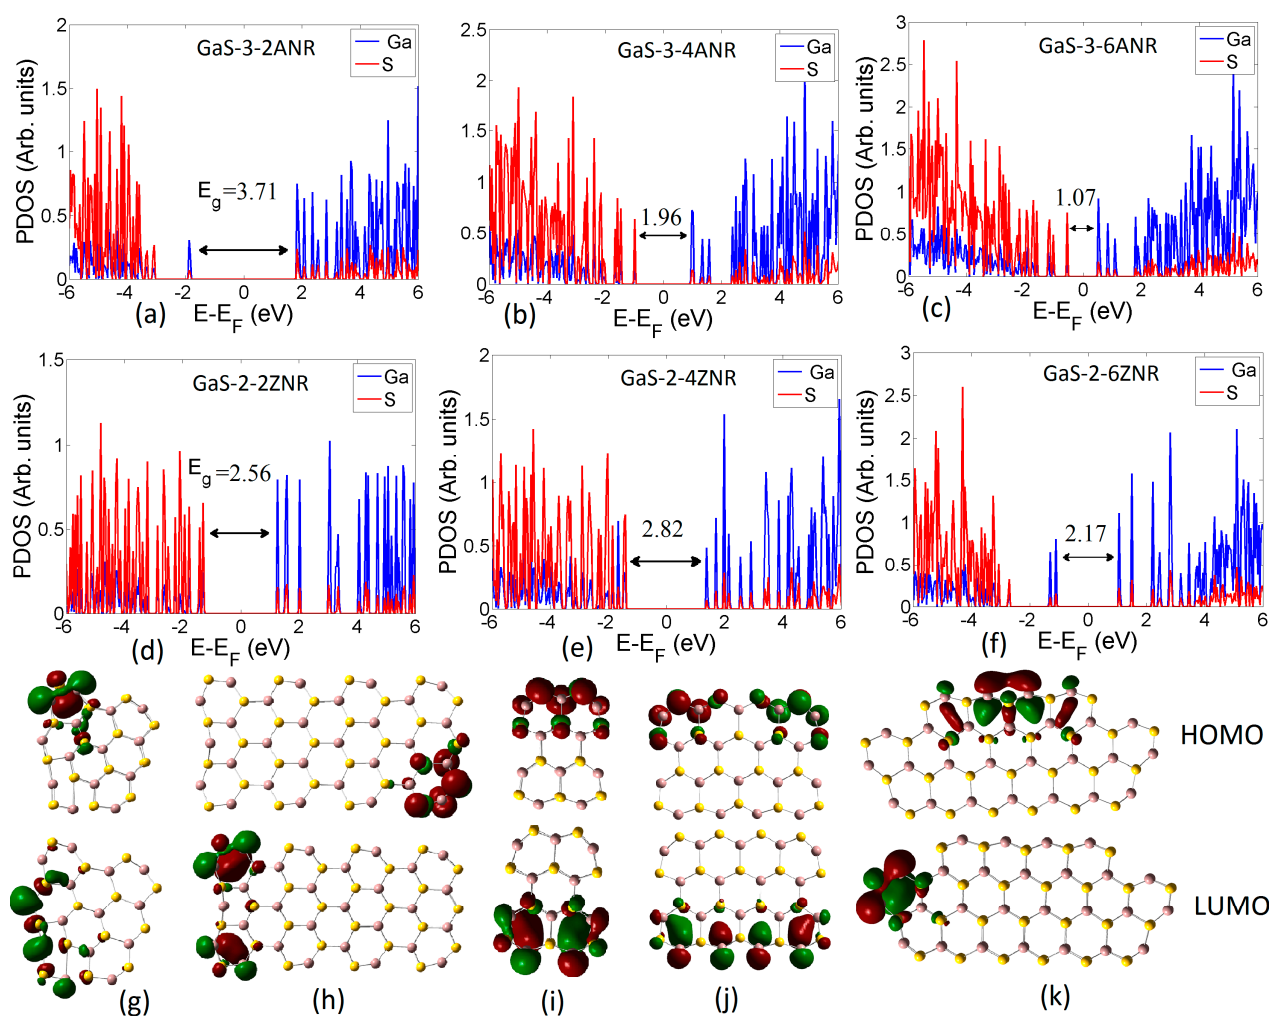 GaS-3-2ANR
Ga
S
E_g=3.71
PDOS (Arb. units)
2
1.5
1
0.5
0
-6 -4 -2 0 2 4 6
(a) E-E_F (eV)
GaS-3-4ANR
Ga
S
1.96
PDOS (Arb. units)
2.5
2
1.5
1
0.5
0
-6 -4 -2 0 2 4 6
(b) E-E_F (eV)
GaS-3-6ANR
Ga
S
1.07
PDOS (Arb. units)
3
2.5
2
1.5
1
0.5
0
-6 -4 -2 0 2 4 6
(c) E-E_F (eV)
GaS-2-2ZNR
Ga
S
E_g=2.56
PDOS (Arb. units)
1.5
1
0.5
0
-6 -4 -2 0 2 4 6
(d) E-E_F (eV)
GaS-2-4ZNR
Ga
S
2.82
PDOS (Arb. units)
2
1.5
1
0.5
0
-6 -4 -2 0 2 4 6
(e) E-E_F (eV)
GaS-2-6ZNR
Ga
S
2.17
PDOS (Arb. units)
3
2.5
2
1.5
1
0.5
0
-6 -4 -2 0 2 4 6
E-E_F (eV) (f)
HOMO
LUMO
(g) (h) (i) (j) (k)